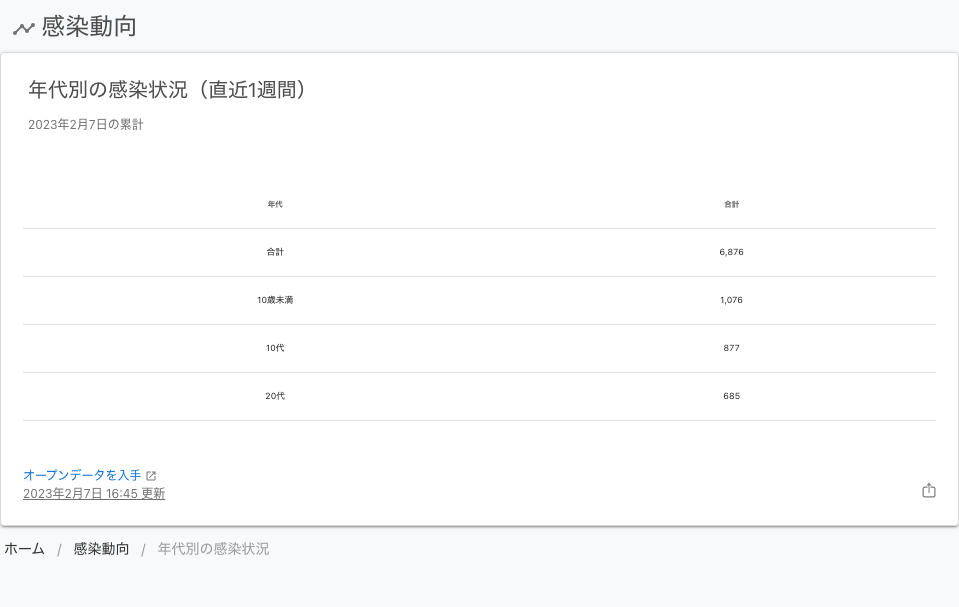 感染動向
年代別の感染状況（直近1週間）
2023年2月7日の累計
年代 合計
合計 6,876
10歳未満 1,076
10代 877
20代 685
オープンデータを入手
2023年2月7日 16:45 更新
ホーム / 感染動向 / 年代別の感染状況